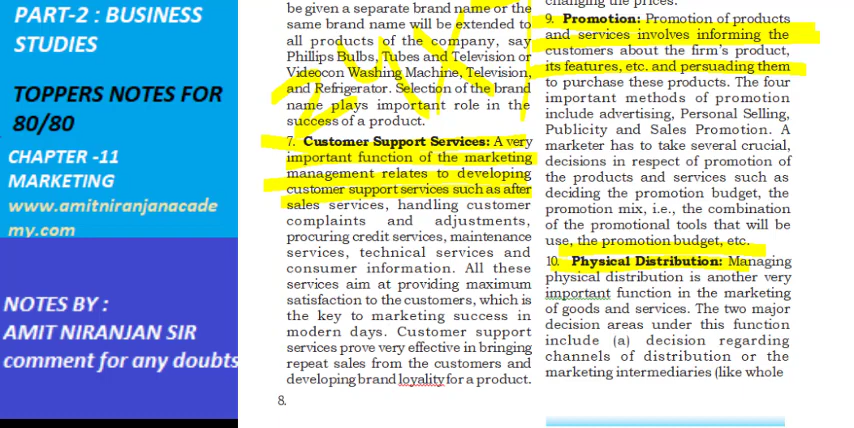 PART-2 : BUSINESS
STUDIES
TOPPERS NOTES FOR
80/80
CHAPTER -11
MARKETING
www.amitniranjanacade
my.com
NOTES BY :
AMIT NIRANJAN SIR
comment for any doubts
be given a separate brand name or the
same brand name will be extended to
all products of the company, say
Phillips Bulbs, Tubes and Television or
Videocon Washing Machine, Television,
and Refrigerator. Selection of the brand
name plays important role in the
success of a product.
7. Customer Support Services: A very
important function of the marketing
management relates to developing
customer support services such as after
sales services, handling customer
complaints and adjustments,
procuring credit services, maintenance
services, technical services and
consumer information. All these
services aim at providing maximum
satisfaction to the customers, which is
the key to marketing success in
modern days. Customer support
services prove very effective in bringing
repeat sales from the customers and
developing brand loyality for a product.
8.
changing the prices.
9. Promotion: Promotion of products
and services involves informing the
customers about the firm's product,
its features, etc. and persuading them
to purchase these products. The four
important methods of promotion
include advertising, Personal Selling,
Publicity and Sales Promotion. A
marketer has to take several crucial,
decisions in respect of promotion of
the products and services such as
deciding the promotion budget, the
promotion mix, i.e., the combination
of the promotional tools that will be
use, the promotion budget, etc.
10. Physical Distribution: Managing
physical distribution is another very
important function in the marketing
of goods and services. The two major
decision areas under this function
include (a) decision regarding
channels of distribution or the
marketing intermediaries (like whole